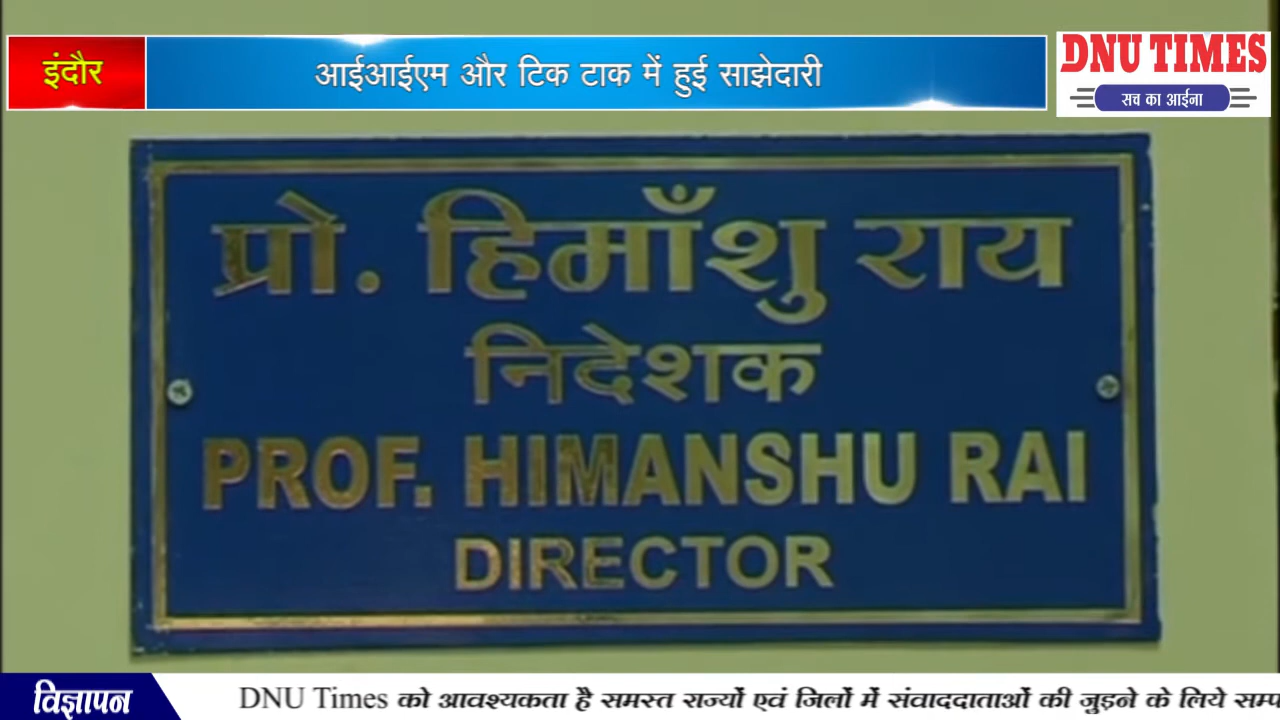 इंदौर
आईआईएम और टिक टाक में हुई साझेदारी
DNU TIMES
सच का आईना
प्रो. हिमाँशु राय
निदेशक
PROF. HIMANSHU RAI
DIRECTOR
विज्ञापन
DNU Times को आवश्यकता है समस्त राज्यों एवं जिलों में संवाददाताओं की जुड़ने के लिये सम्प